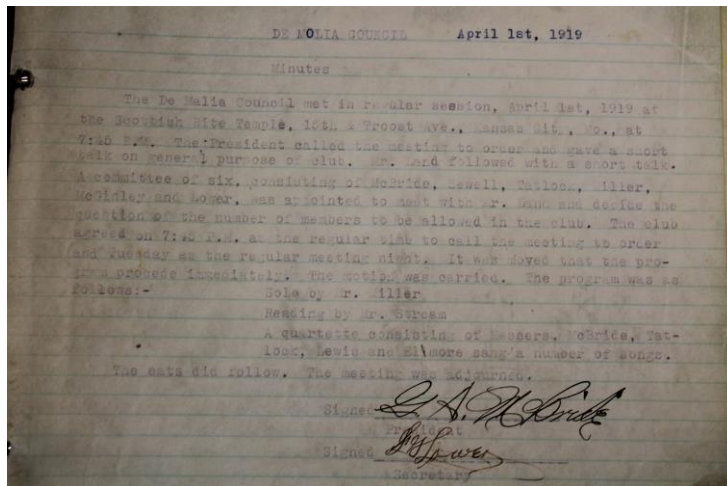 DE MOLIA COUNCIL April 1st, 1919
Minutes
The De Malia Council met in regular session, April 1st, 1919 at
the Scottish Rite Temple, 15th & Troost Ave., Kansas Cit., Mo., at
7:45 P.M. The President called the meeting to order and gave a short
talk on general purpose of club. Mr. Land followed with a short talk.
A committee of six, consisting of McBride, Sewell, Tatlock, Miller,
McGinley and Lower, was appointed to meet with Mr. Land and decide the
question of the number of members to be allowed in the club. The club
agreed on 7:45 P.M. at the regular time to call the meeting to order
and Tuesday as the regular meeting night. It was moved that the pro-
gram procede immediately. The motion was carried. The program was as
follows:- Solo by Mr. Miller
Reading by Mr. Stream
A quartette consisting of Messers. McBride, Tat-
lock, Lewis and Elmore sang a number of songs.
The eats did follow. The meeting was adjourned.
Signed G. A. McBride
President
Signed Lower
Secretary